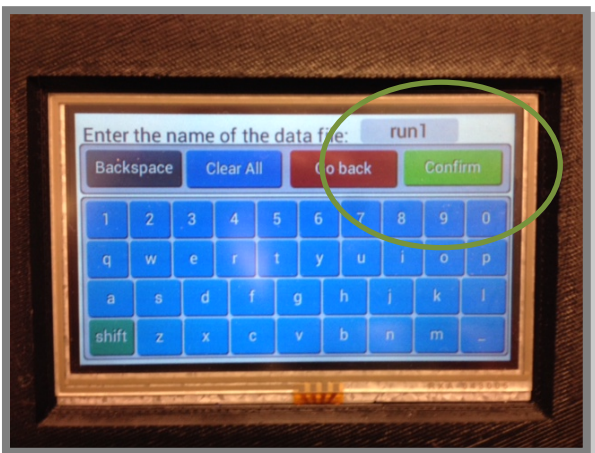 Enter the name of the data file: run1
Backspace Clear All Go back Confirm
1 2 3 4 5 6 7 8 9 0
q w e r t y u i o p
a s d f g h j k l
shift z x c v b n m _